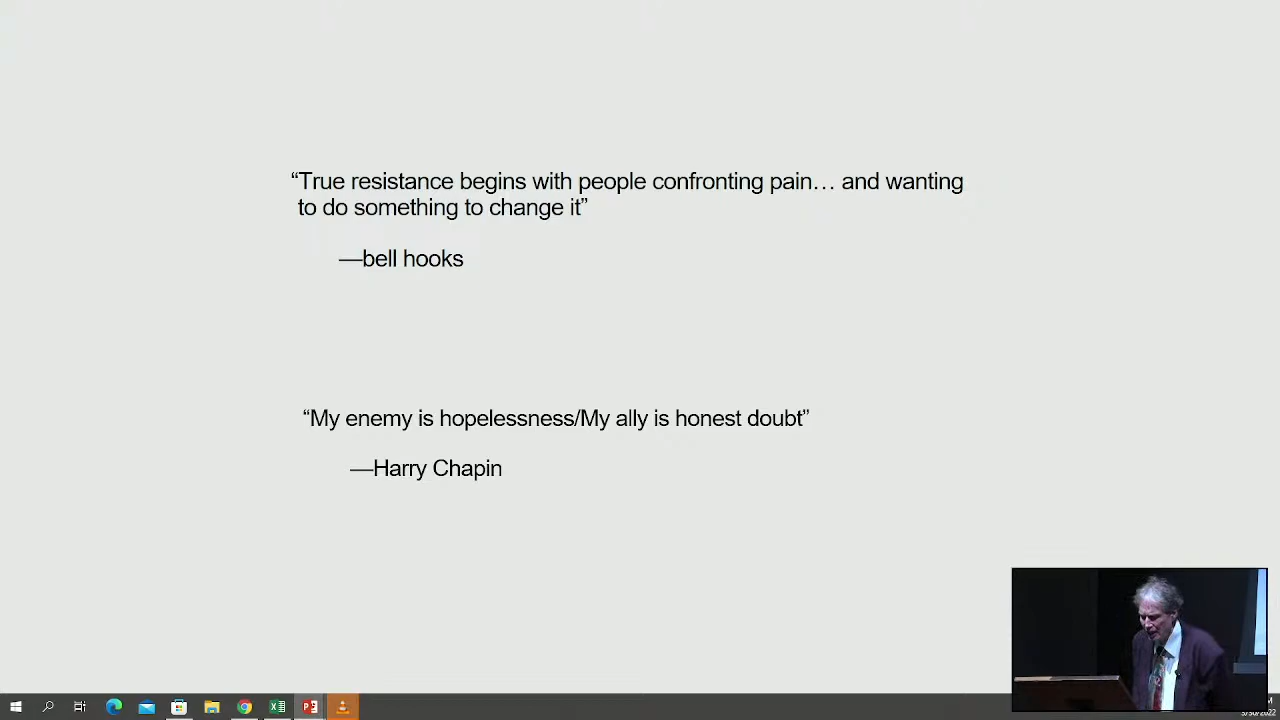 “True resistance begins with people confronting pain… and wanting
to do something to change it”
—bell hooks
“My enemy is hopelessness/My ally is honest doubt”
—Harry Chapin